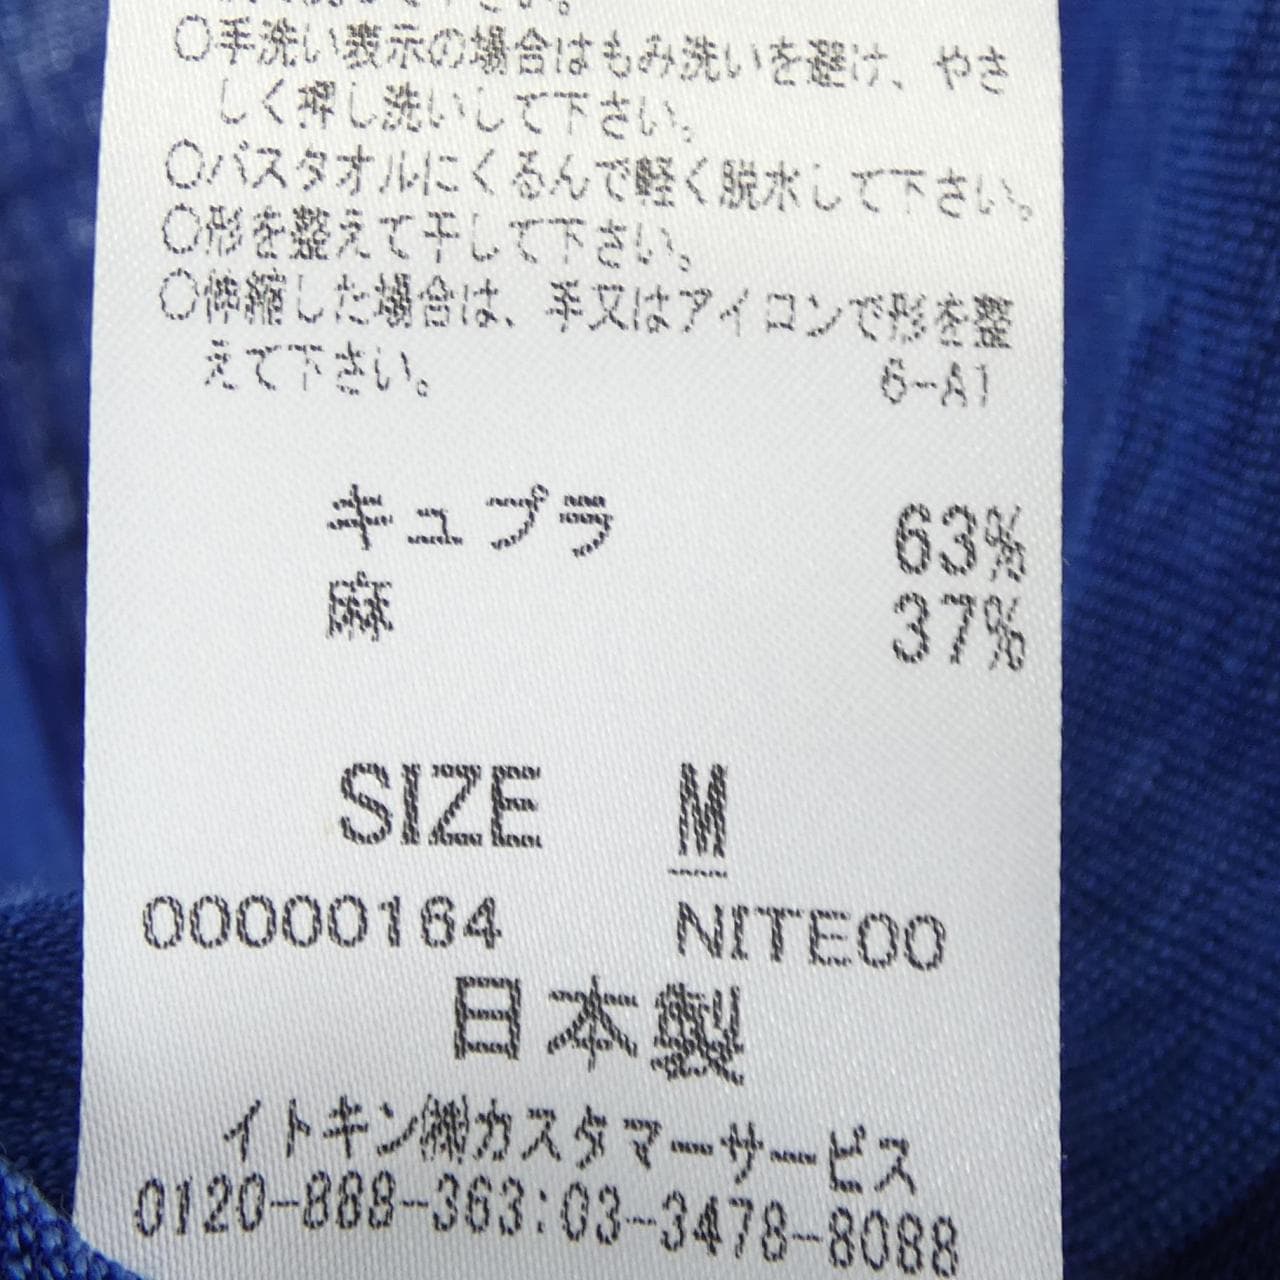 下さい。
○手洗い表示の場合はもみ洗いを避け、やさ
しく押し洗いして下さい。
○バスタオルにくるんで軽く脱水して下さい。
○形を整えて干して下さい。
○伸縮した場合は、手又はアイロンで形を整
えて下さい。
6-A1
キュプラ 63%
麻 37%
SIZE M
00000164 NITE00
日本製
イトキン㈱カスタマーサービス
0120-888-363:03-3478-8088